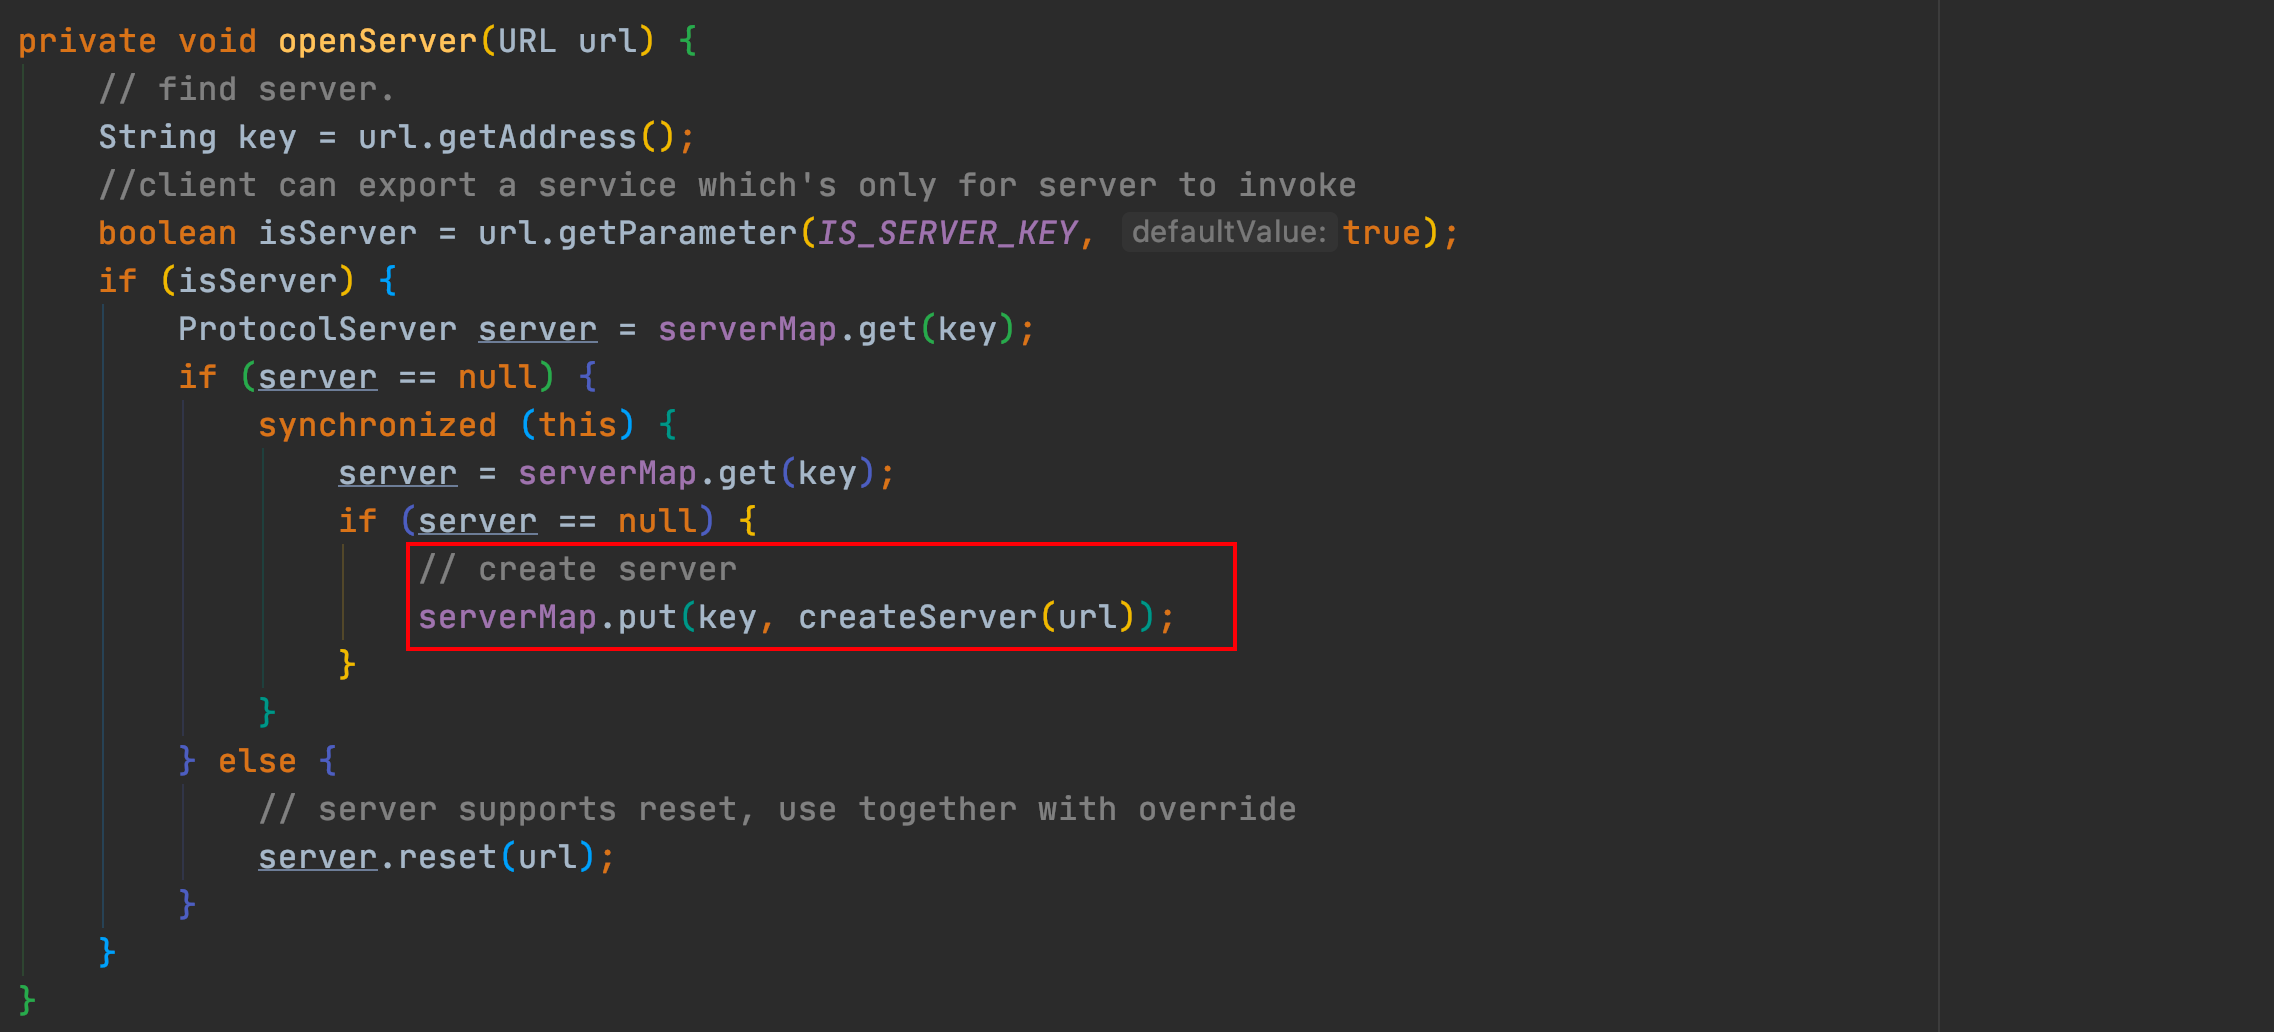 private void openServer(URL url) {
// find server.
String key = url.getAddress();
//client can export a service which's only for server to invoke
boolean isServer = url.getParameter(IS_SERVER_KEY, defaultValue: true);
if (isServer) {
ProtocolServer server = serverMap.get(key);
if (server == null) {
synchronized (this) {
server = serverMap.get(key);
if (server == null) {
// create server
serverMap.put(key, createServer(url));
}
}
} else {
// server supports reset, use together with override
server.reset(url);
}
}
}